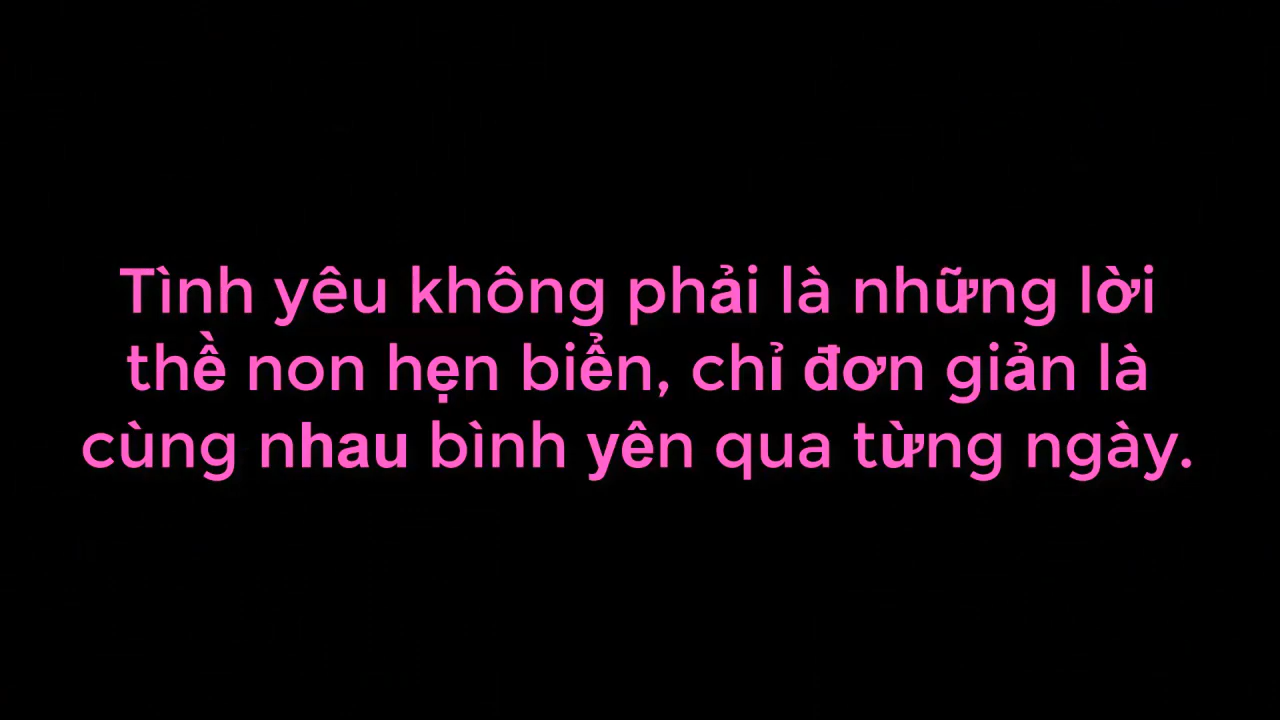 Tình yêu không phải là những lời
thề non hẹn biển, chỉ đơn giản là
cùng nhau bình yên qua từng ngày.